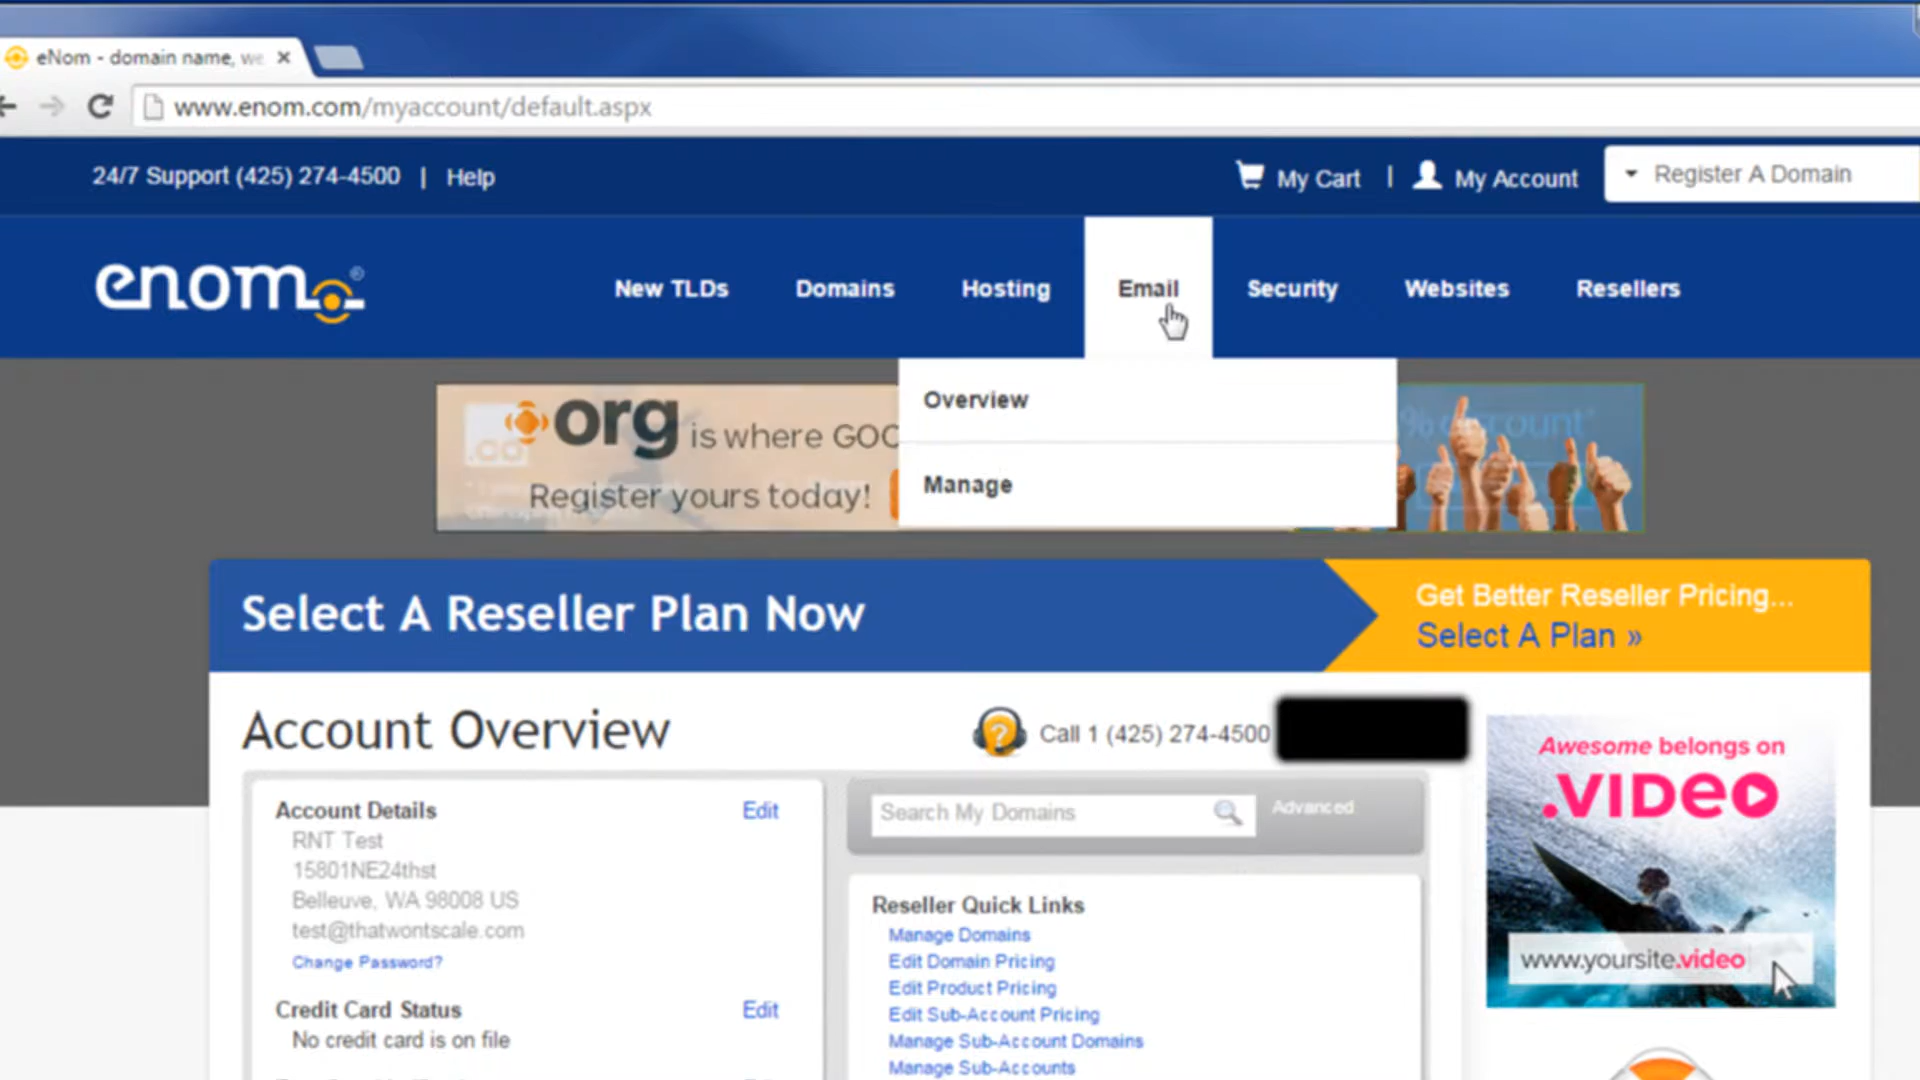 eNom - domain name, we
www.enom.com/myaccount/default.aspx
24/7 Support (425) 274-4500 | Help
My Cart | My Account
Register A Domain
enom®
New TLDs Domains Hosting Email Security Websites Resellers
Overview
Manage
.co
org is where GOO
Register yours today!
% discount*
Select A Reseller Plan Now
Get Better Reseller Pricing...
Select A Plan »
Account Overview
Call 1 (425) 274-4500
Account Details Edit
RNT Test
15801NE24thst
Belleuve, WA 98008 US
test@thatwontscale.com
Change Password?
Credit Card Status Edit
No credit card is on file
Search My Domains
Advanced
Reseller Quick Links
Manage Domains
Edit Domain Pricing
Edit Product Pricing
Edit Sub-Account Pricing
Manage Sub-Account Domains
Manage Sub-Accounts
Awesome belongs on
.VIDEO
www.yoursite.video